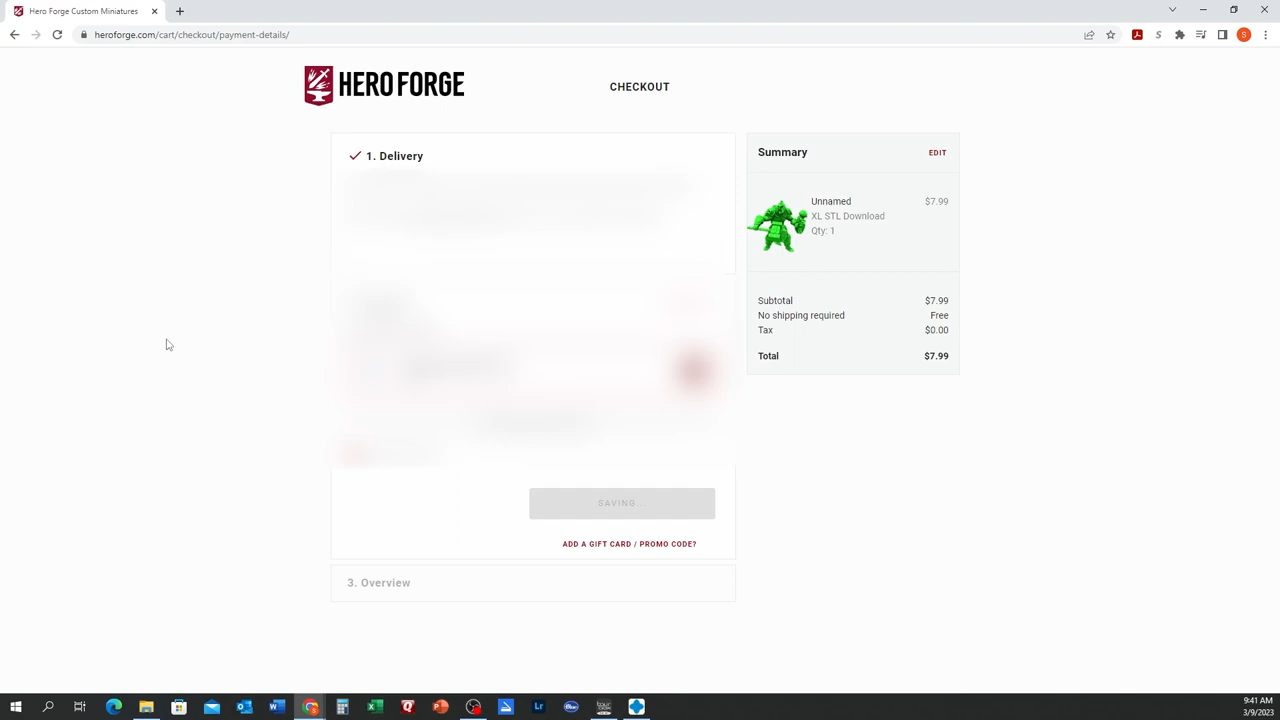 Hero Forge Custom Miniatures
heroforge.com/cart/checkout/payment-details/
S
S
HERO FORGE
CHECKOUT
1. Delivery
SAVING...
ADD A GIFT CARD / PROMO CODE?
3. Overview
Summary
EDIT
Unnamed
$7.99
XL STL Download
Qty: 1
Subtotal
$7.99
No shipping required
Free
Tax
$0.00
Total
$7.99
9:41 AM
3/9/2023